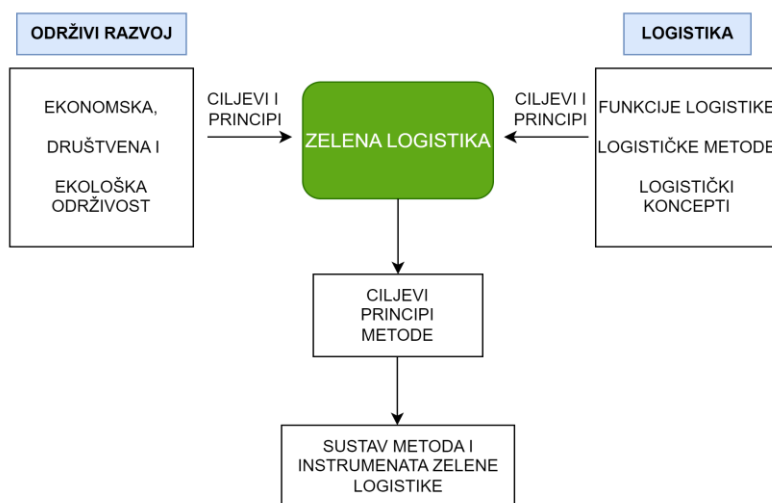 ODRŽIVI RAZVOJ
EKONOMSKA,
DRUŠTVENA I
EKOLOŠKA
ODRŽIVOST
CILJEVI I
PRINCIPI
ZELENA LOGISTIKA
CILJEVI I
PRINCIPI
LOGISTIKA
FUNKCIJE LOGISTIKE
LOGISTIČKE METODE
LOGISTIČKI
KONCEPTI
CILJEVI
PRINCIPI
METODE
SUSTAV METODA I
INSTRUMENATA ZELENE
LOGISTIKE